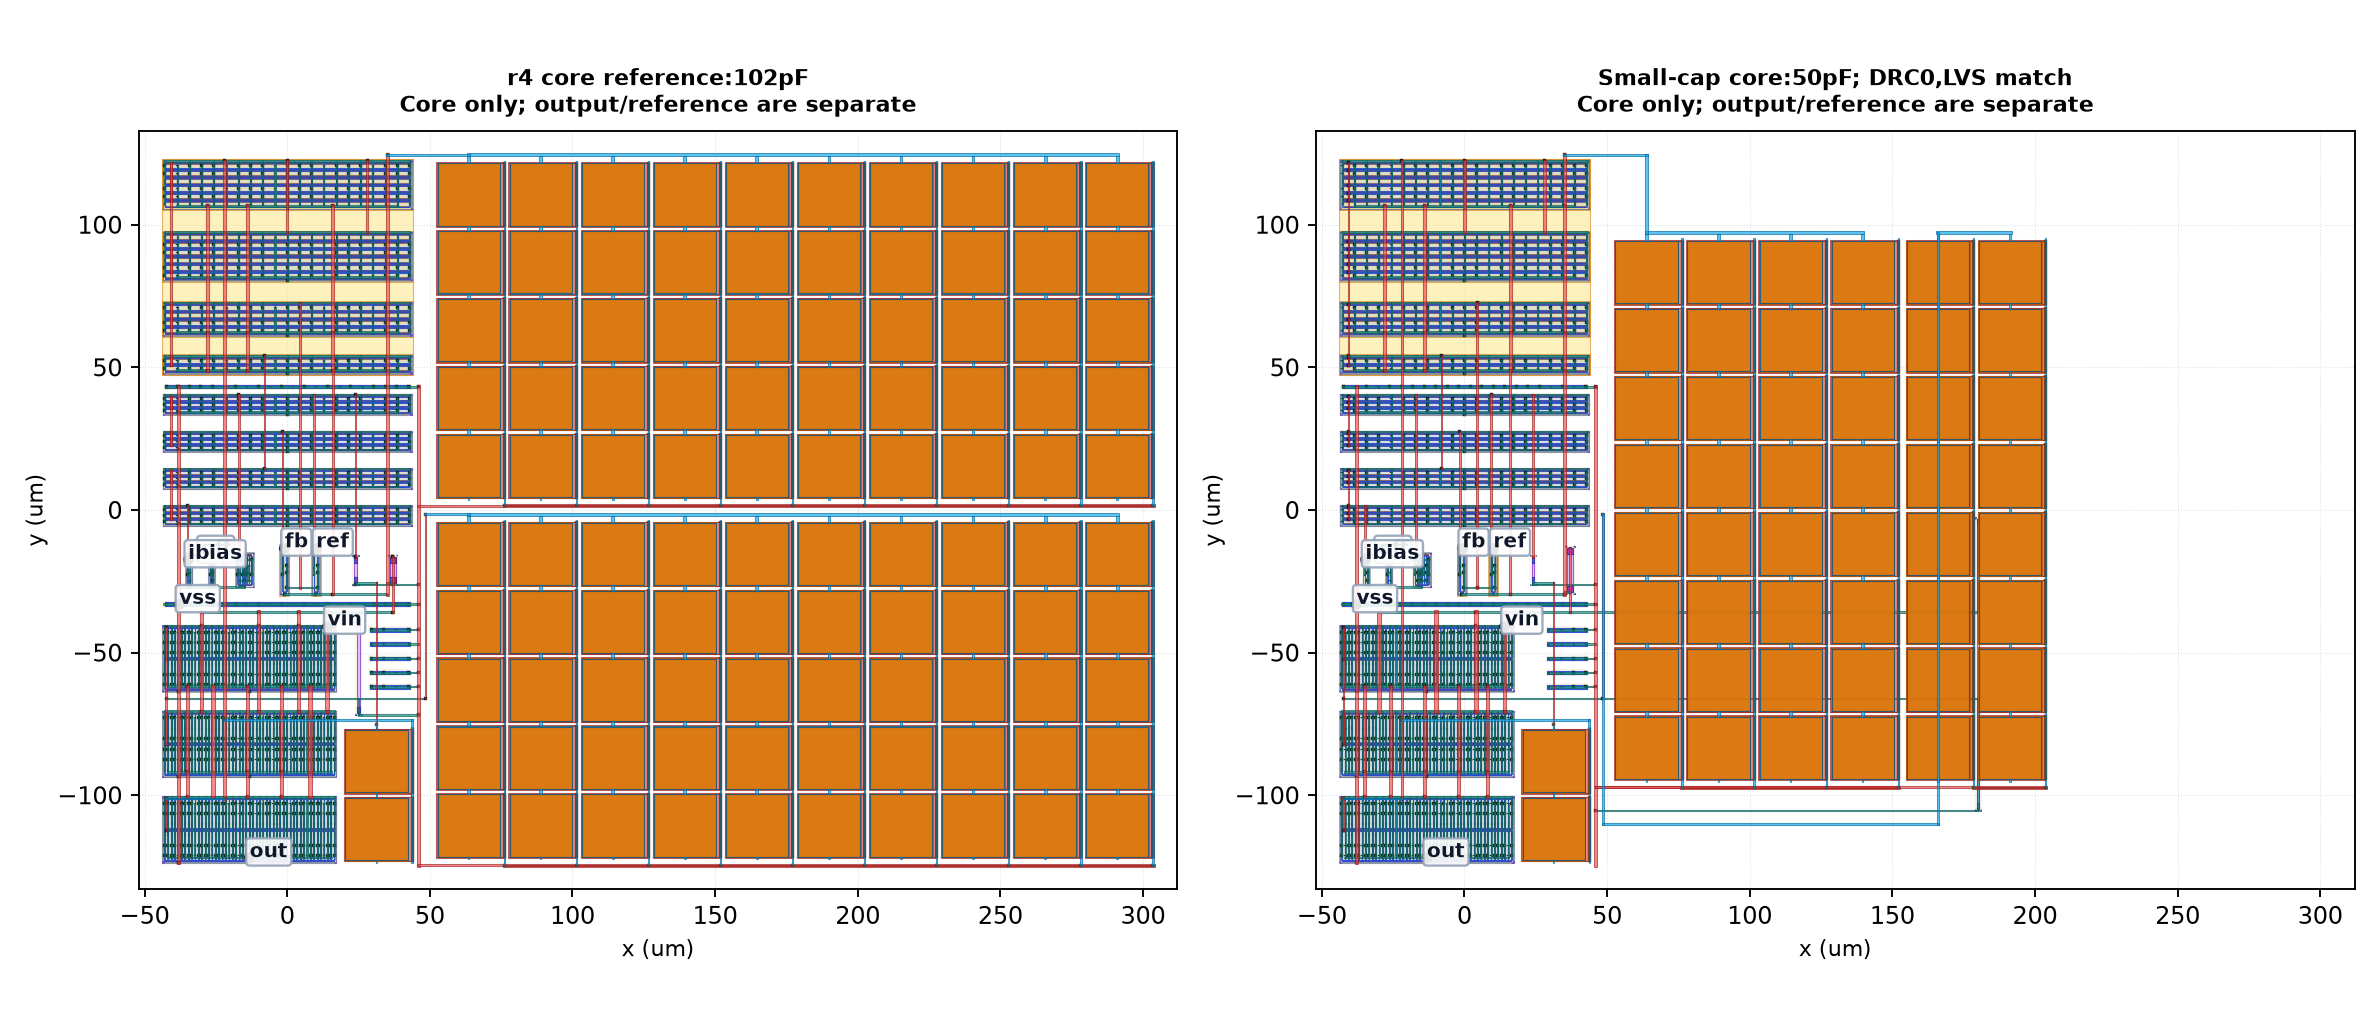 r4 core reference:102pF
Core only; output/reference are separate
100
50
0
−50
−100
y (um)
ibias
fb
ref
vss
vin
out
−50
0
50
100
150
200
250
300
x (um)
Small-cap core:50pF; DRC0,LVS match
Core only; output/reference are separate
100
50
0
−50
−100
y (um)
ibias
fb
ref
vss
vin
out
−50
0
50
100
150
200
250
300
x (um)